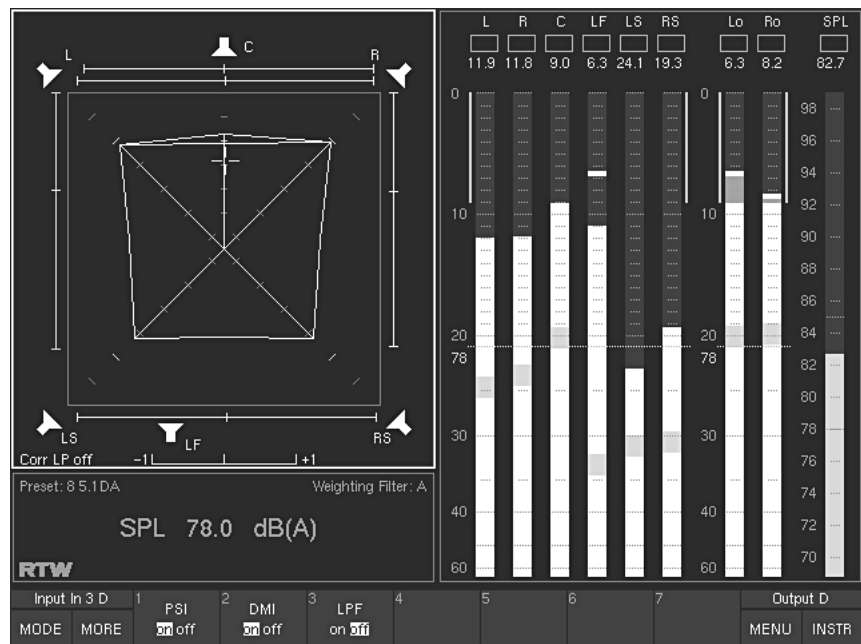 L R C LF LS RS Lo Ro SPL
11.9 11.8 9.0 6.3 24.1 19.3 6.3 8.2 82.7
L C R
LS LF RS
Corr LP off -1 +1
0 10 20 78 30 40 60
0 10 20 78 30 40 60
98
96
94
92
90
88
86
84
82
80
78
76
74
72
70
Preset: 8 5.1DA Weighting Filter: A
SPL 78.0 dB(A)
RTW
Input In 3 D 1 2 3 4 5 6 7 Output D
PSI DMI LPF
MODE MORE on off on off on off MENU INSTR